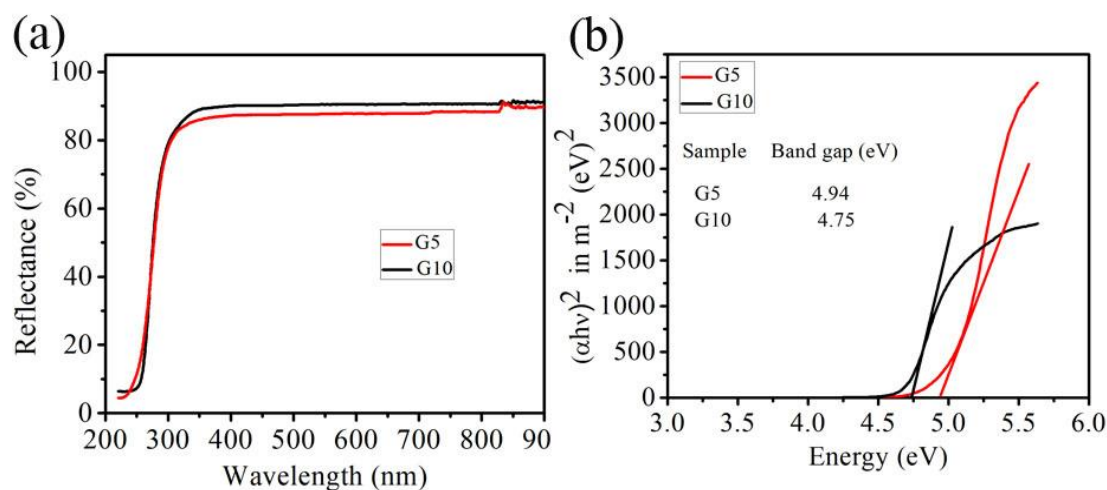 (a)
100
80
60
40
20
0
Reflectance (%)
G5
G10
200 300 400 500 600 700 800 90
Wavelength (nm)
(b)
G5
G10
3500
3000
2500
2000
1500
1000
500
0
(αhν)² in m⁻² (eV)²
Sample Band gap (eV)
G5 4.94
G10 4.75
3.0 3.5 4.0 4.5 5.0 5.5 6.0
Energy (eV)